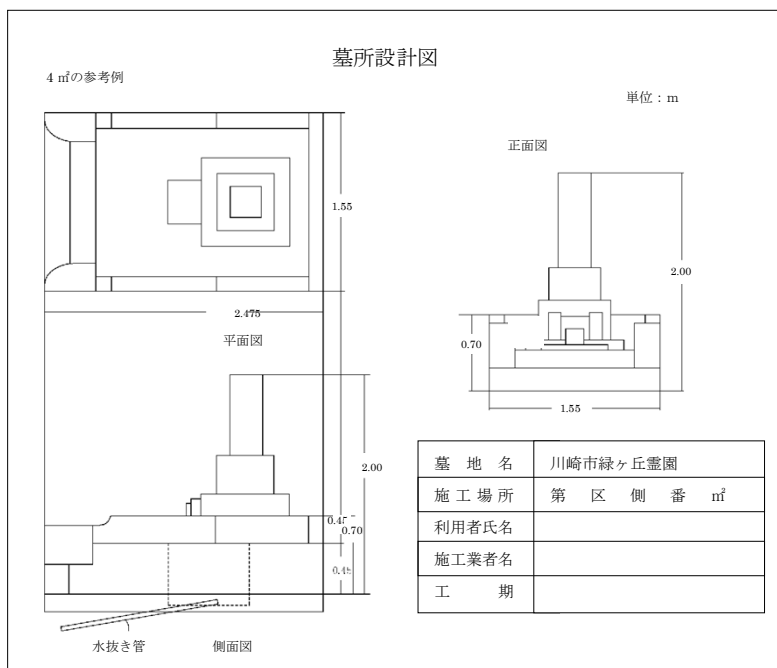 墓所設計図
4 ㎡の参考例
単位：m
正面図
1.55
2.475
平面図
2.00
0.70
1.55
2.00
0.70
0.45
水抜き管
側面図
墓 地 名 川崎市緑ヶ丘霊園
施工場所 第 区 側 番 ㎡
利用者氏名
施工業者名
工 期